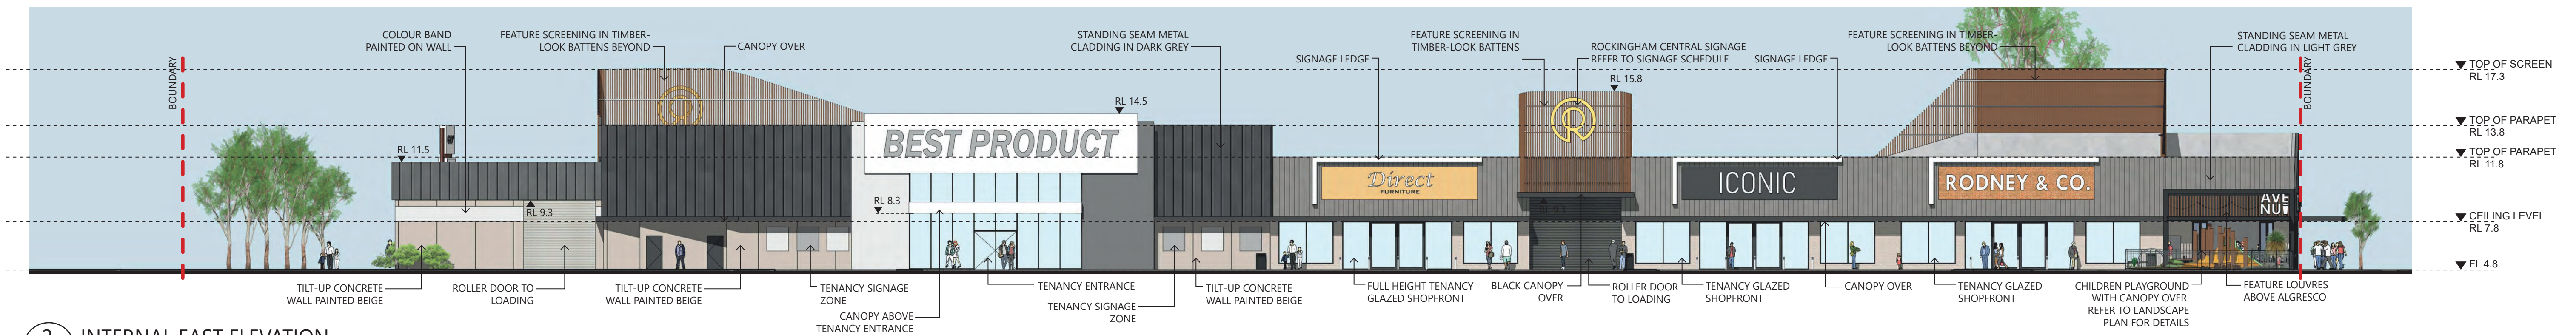 COLOUR BAND
PAINTED ON WALL
FEATURE SCREENING IN TIMBER-
LOOK BATTENS BEYOND
CANOPY OVER
STANDING SEAM METAL
CLADDING IN DARK GREY
SIGNAGE LEDGE
FEATURE SCREENING IN
TIMBER-LOOK BATTENS
ROCKINGHAM CENTRAL SIGNAGE
REFER TO SIGNAGE SCHEDULE
SIGNAGE LEDGE
FEATURE SCREENING IN TIMBER-
LOOK BATTENS BEYOND
STANDING SEAM METAL
CLADDING IN LIGHT GREY
BOUNDARY
BOUNDARY
TOP OF SCREEN
RL 17.3
TOP OF PARAPET
RL 13.8
TOP OF PARAPET
RL 11.8
CEILING LEVEL
RL 7.8
FL 4.8
RL 11.5
RL 9.3
RL 8.3
RL 14.5
RL 15.8
R
R
BEST PRODUCT
Direct
FURNITURE
ICONIC
RODNEY & CO.
AVE
NU
TILT-UP CONCRETE
WALL PAINTED BEIGE
ROLLER DOOR TO
LOADING
TILT-UP CONCRETE
WALL PAINTED BEIGE
TENANCY SIGNAGE
ZONE
CANOPY ABOVE
TENANCY ENTRANCE
TENANCY ENTRANCE
TENANCY SIGNAGE
ZONE
TILT-UP CONCRETE
WALL PAINTED BEIGE
FULL HEIGHT TENANCY
GLAZED SHOPFRONT
BLACK CANOPY
OVER
ROLLER DOOR
TO LOADING
TENANCY GLAZED
SHOPFRONT
CANOPY OVER
TENANCY GLAZED
SHOPFRONT
CHILDREN PLAYGROUND
WITH CANOPY OVER.
REFER TO LANDSCAPE
PLAN FOR DETAILS
FEATURE LOUVRES
ABOVE ALGRESCO
2 INTERNAL EAST ELEVATION